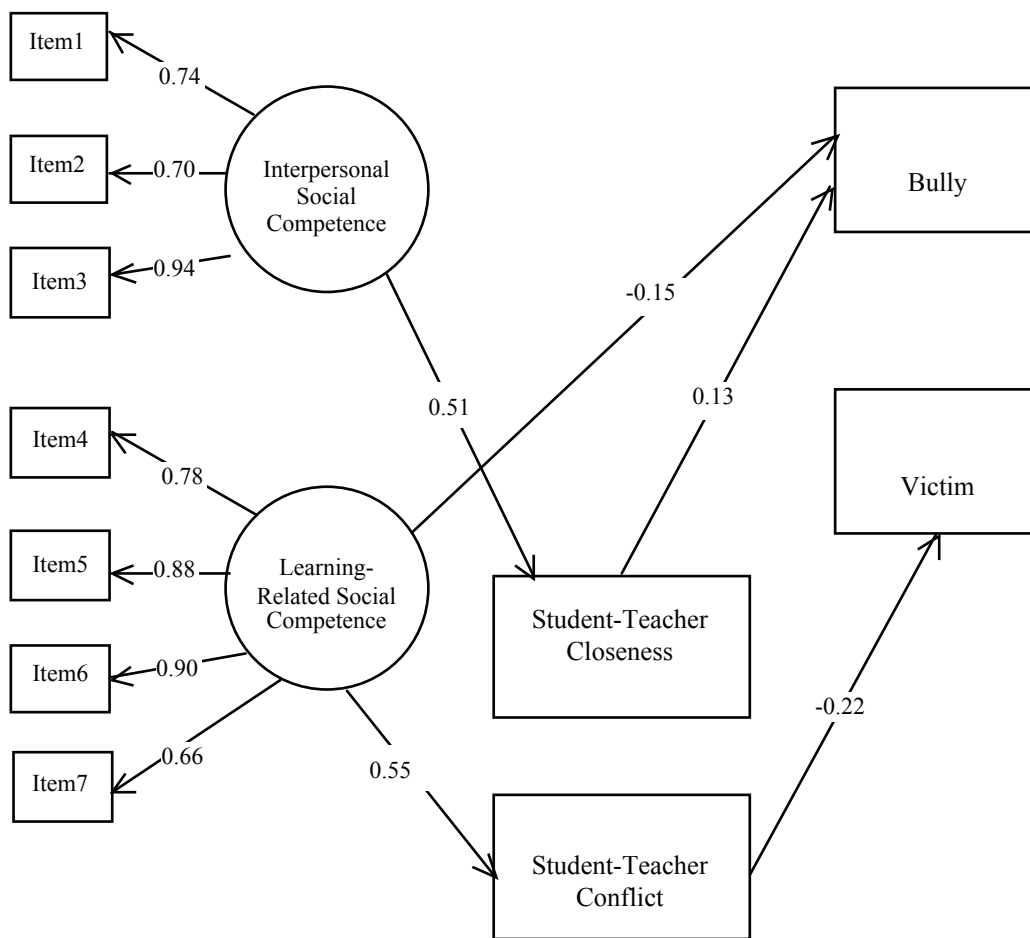 Item1
0.74
Item2
0.70
Item3
0.94
Interpersonal
Social
Competence
Bully
-0.15
0.51
0.13
Item4
0.78
Item5
0.88
Item6
0.90
Item7
0.66
Learning-
Related Social
Competence
Victim
Student-Teacher
Closeness
-0.22
0.55
Student-Teacher
Conflict